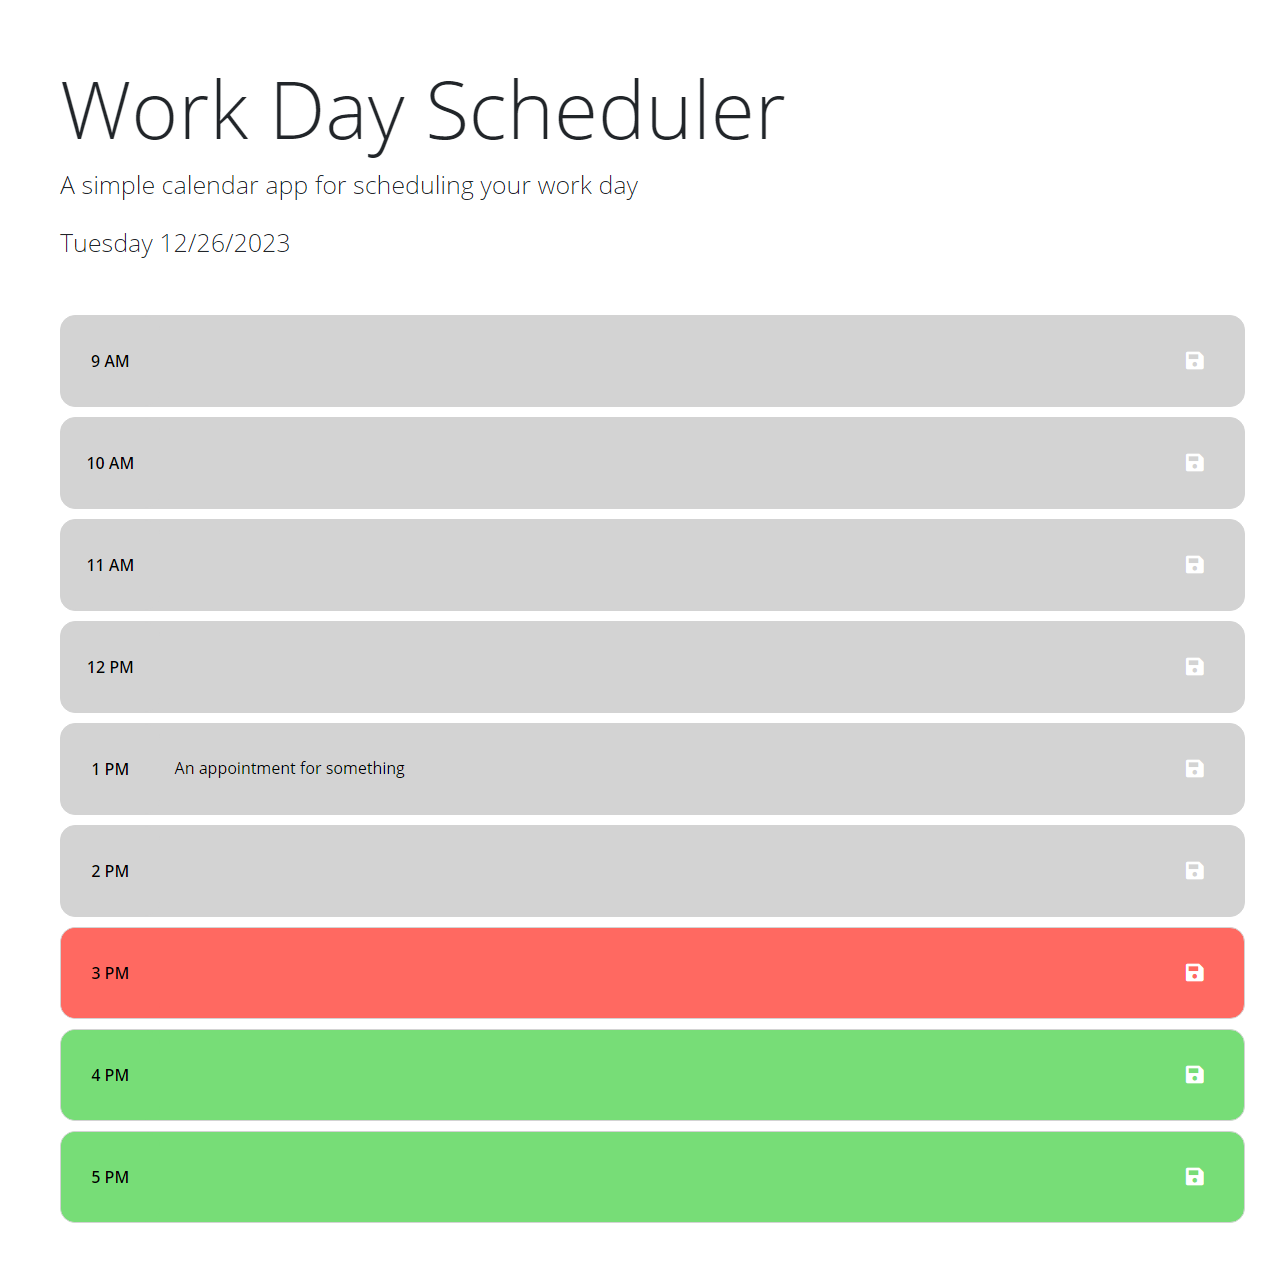 Work Day Scheduler
A simple calendar app for scheduling your work day
Tuesday 12/26/2023
9 AM
10 AM
11 AM
12 PM
1 PM An appointment for something
2 PM
3 PM
4 PM
5 PM